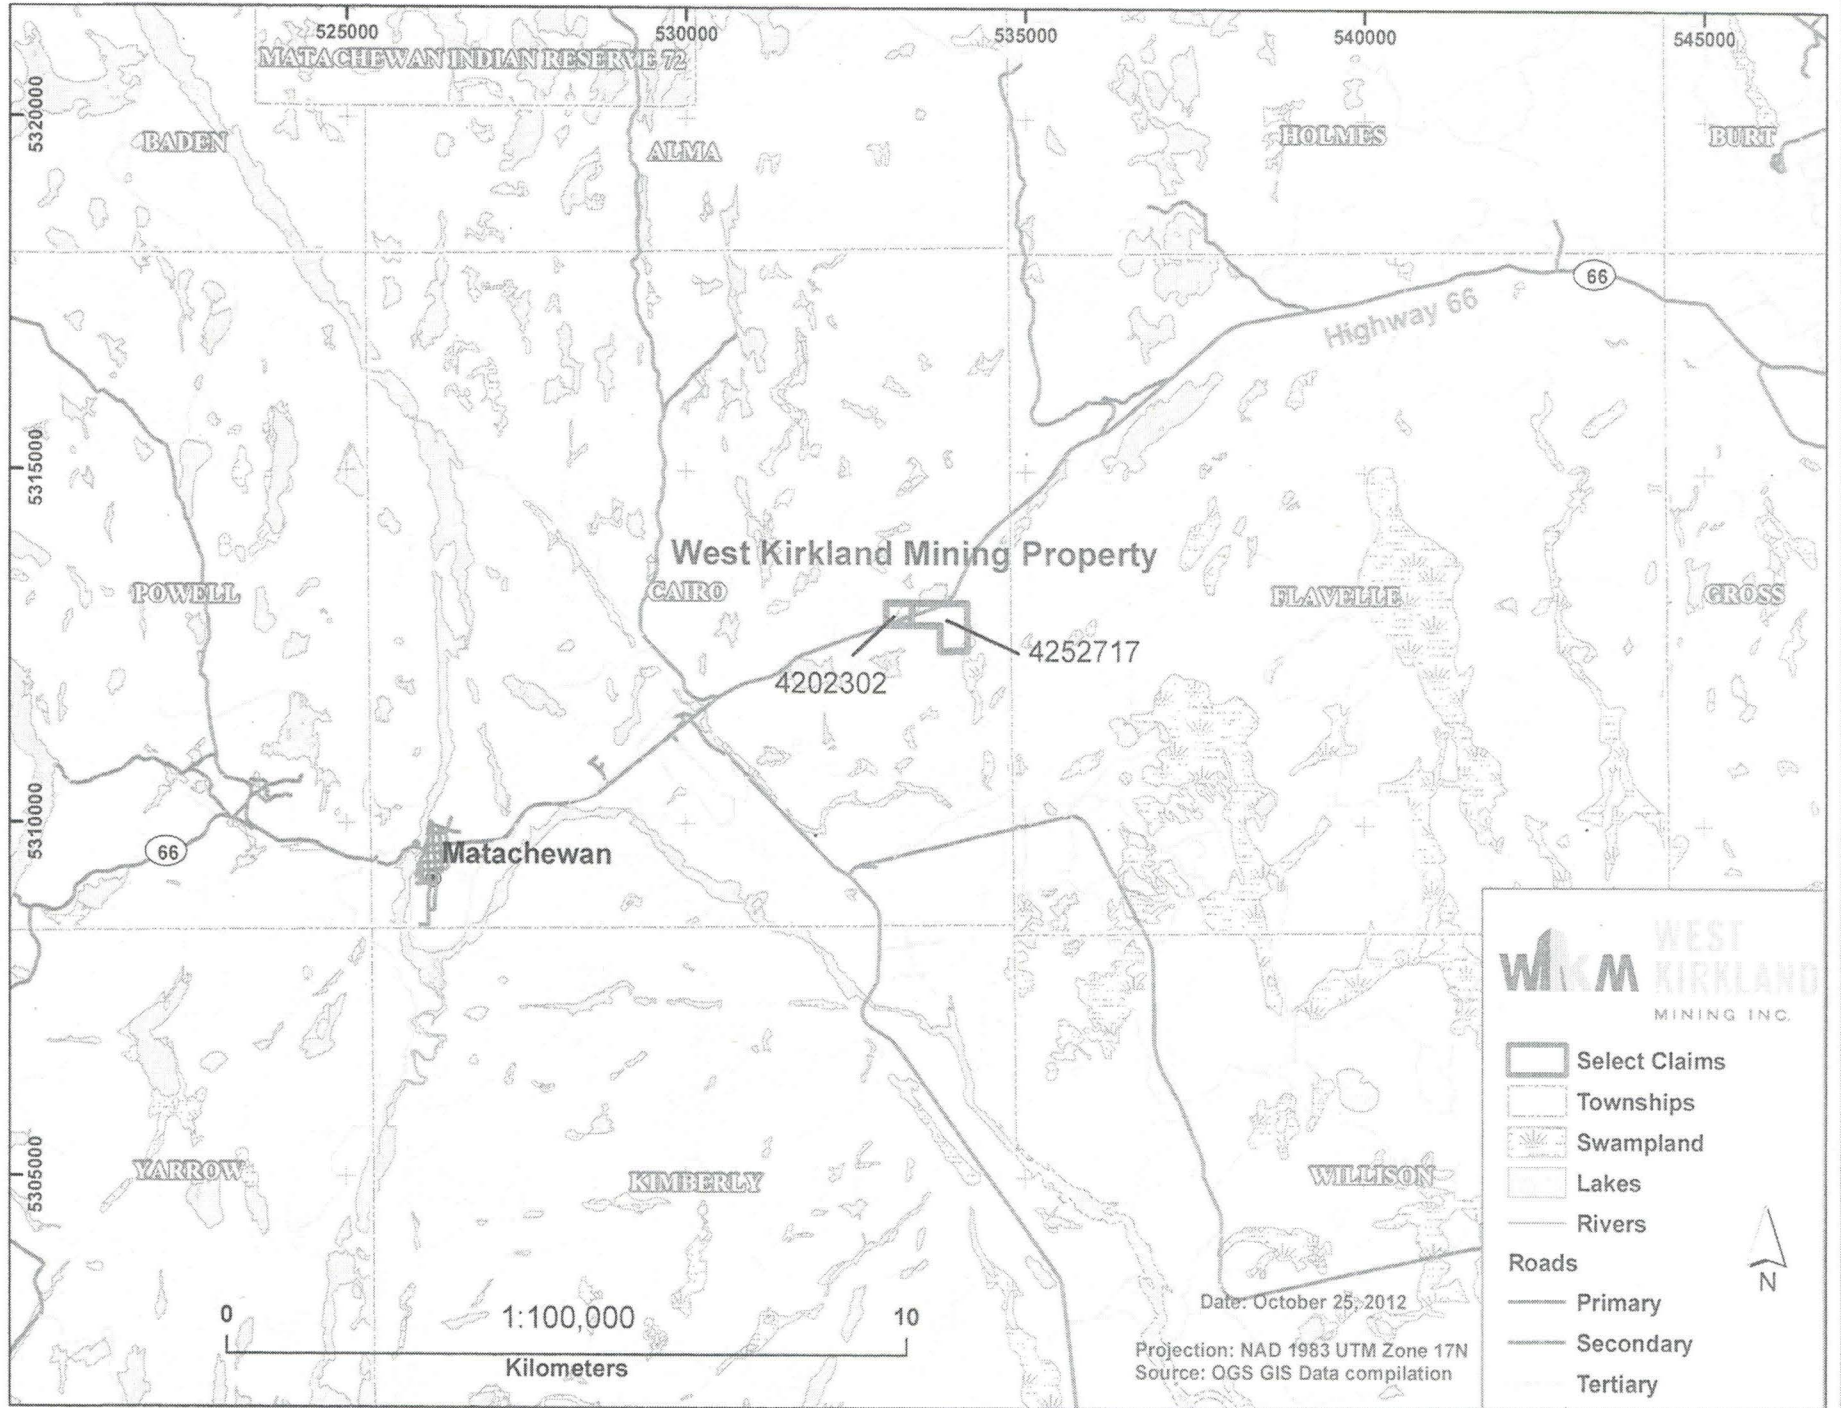 525000
530000
535000
540000
545000
MATACHEWAN INDIAN RESERVE 72
5320000
BADEN
ALMA
HOLMES
BURT
66
Highway 66
5315000
West Kirkland Mining Property
POWELL
CAIRO
FLAVELLE
GROSS
4252717
4202302
5310000
66
Matachewan
WKM
WEST
KIRKLAND
MINING INC.
Select Claims
Townships
Swampland
Lakes
Rivers
Roads
Primary
Secondary
Tertiary
N
5305000
YARROW
KIMBERLY
WILLISON
0
1:100,000
10
Kilometers
Date: October 25, 2012
Projection: NAD 1983 UTM Zone 17N
Source: OGS GIS Data compilation